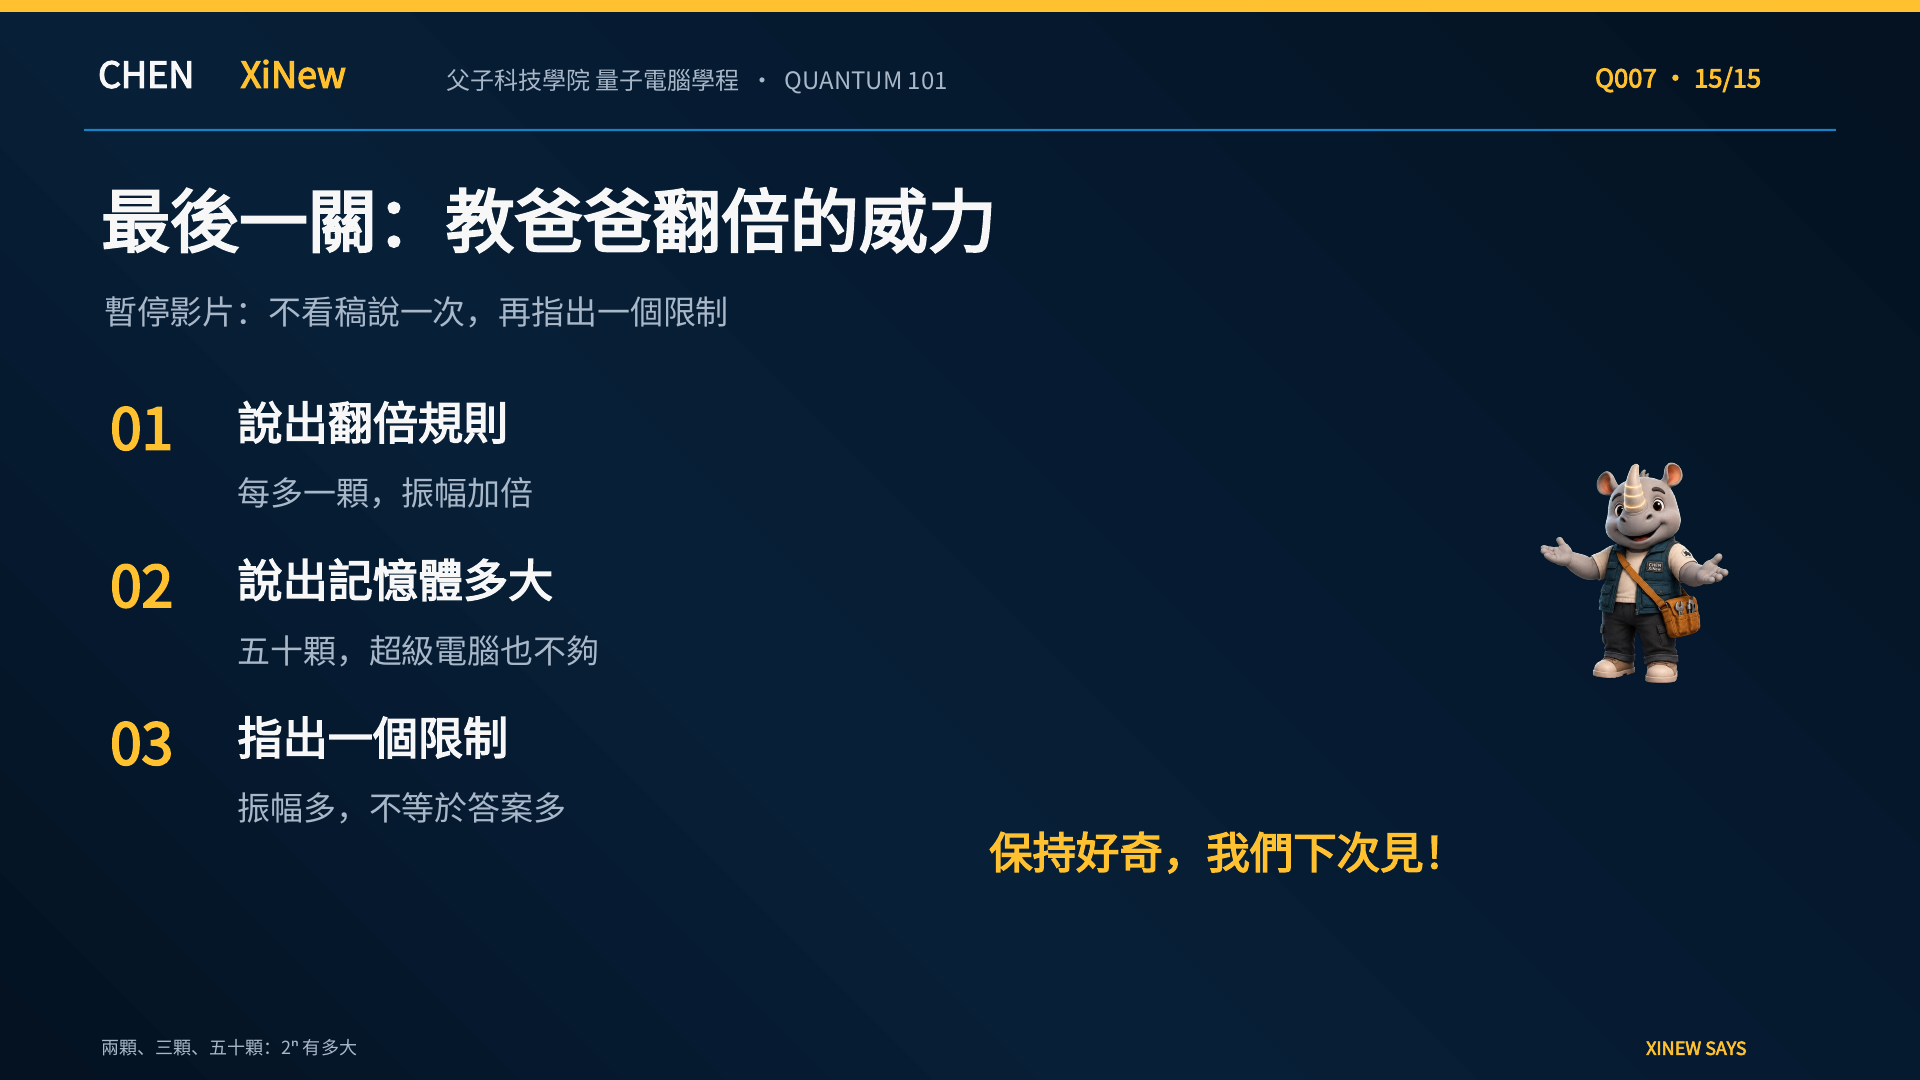 CHEN XiNew 父子科技學院 量子電腦學程 • QUANTUM 101 Q007 • 15/15
最後一關：教爸爸翻倍的威力
暫停影片：不看稿說一次，再指出一個限制
01 說出翻倍規則
每多一顆，振幅加倍
02 說出記憶體多大
五十顆，超級電腦也不夠
03 指出一個限制
振幅多，不等於答案多
保持好奇，我們下次見！
兩顆、三顆、五十顆：2ⁿ 有多大 XINEW SAYS